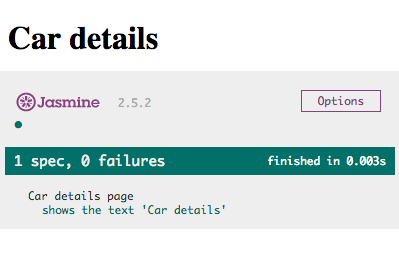 Car details
Jasmine 2.5.2 Options
1 spec, 0 failures finished in 0.003s
Car details page
shows the text 'Car details'